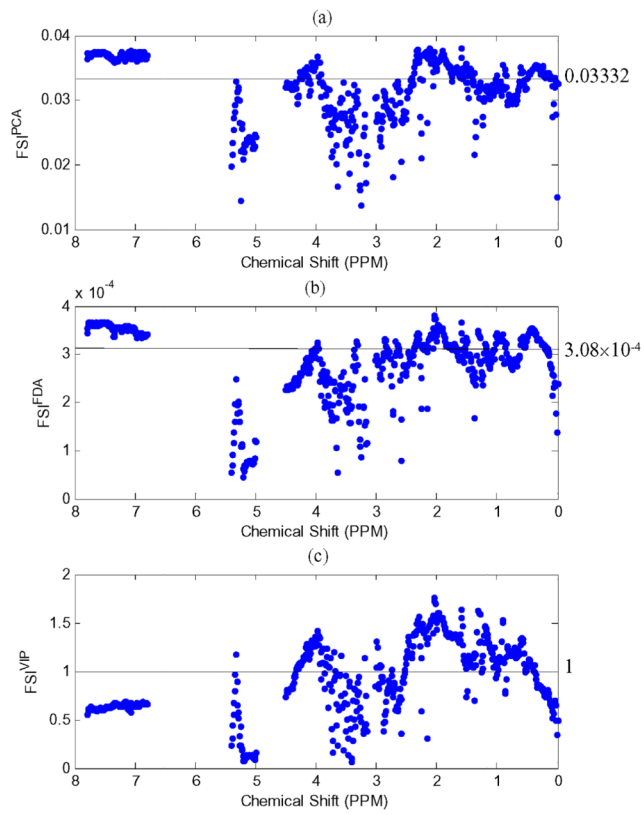 (a)
0.04
0.03
0.02
0.01
FSI^PCA
0.03332
8 7 6 5 4 3 2 1 0
Chemical Shift (PPM)
(b)
x 10^-4
4
3
2
1
0
FSI^FDA
3.08×10^-4
8 7 6 5 4 3 2 1 0
Chemical Shift (PPM)
(c)
2
1.5
1
0.5
0
FSI^VIP
1
8 7 6 5 4 3 2 1 0
Chemical Shift (PPM)